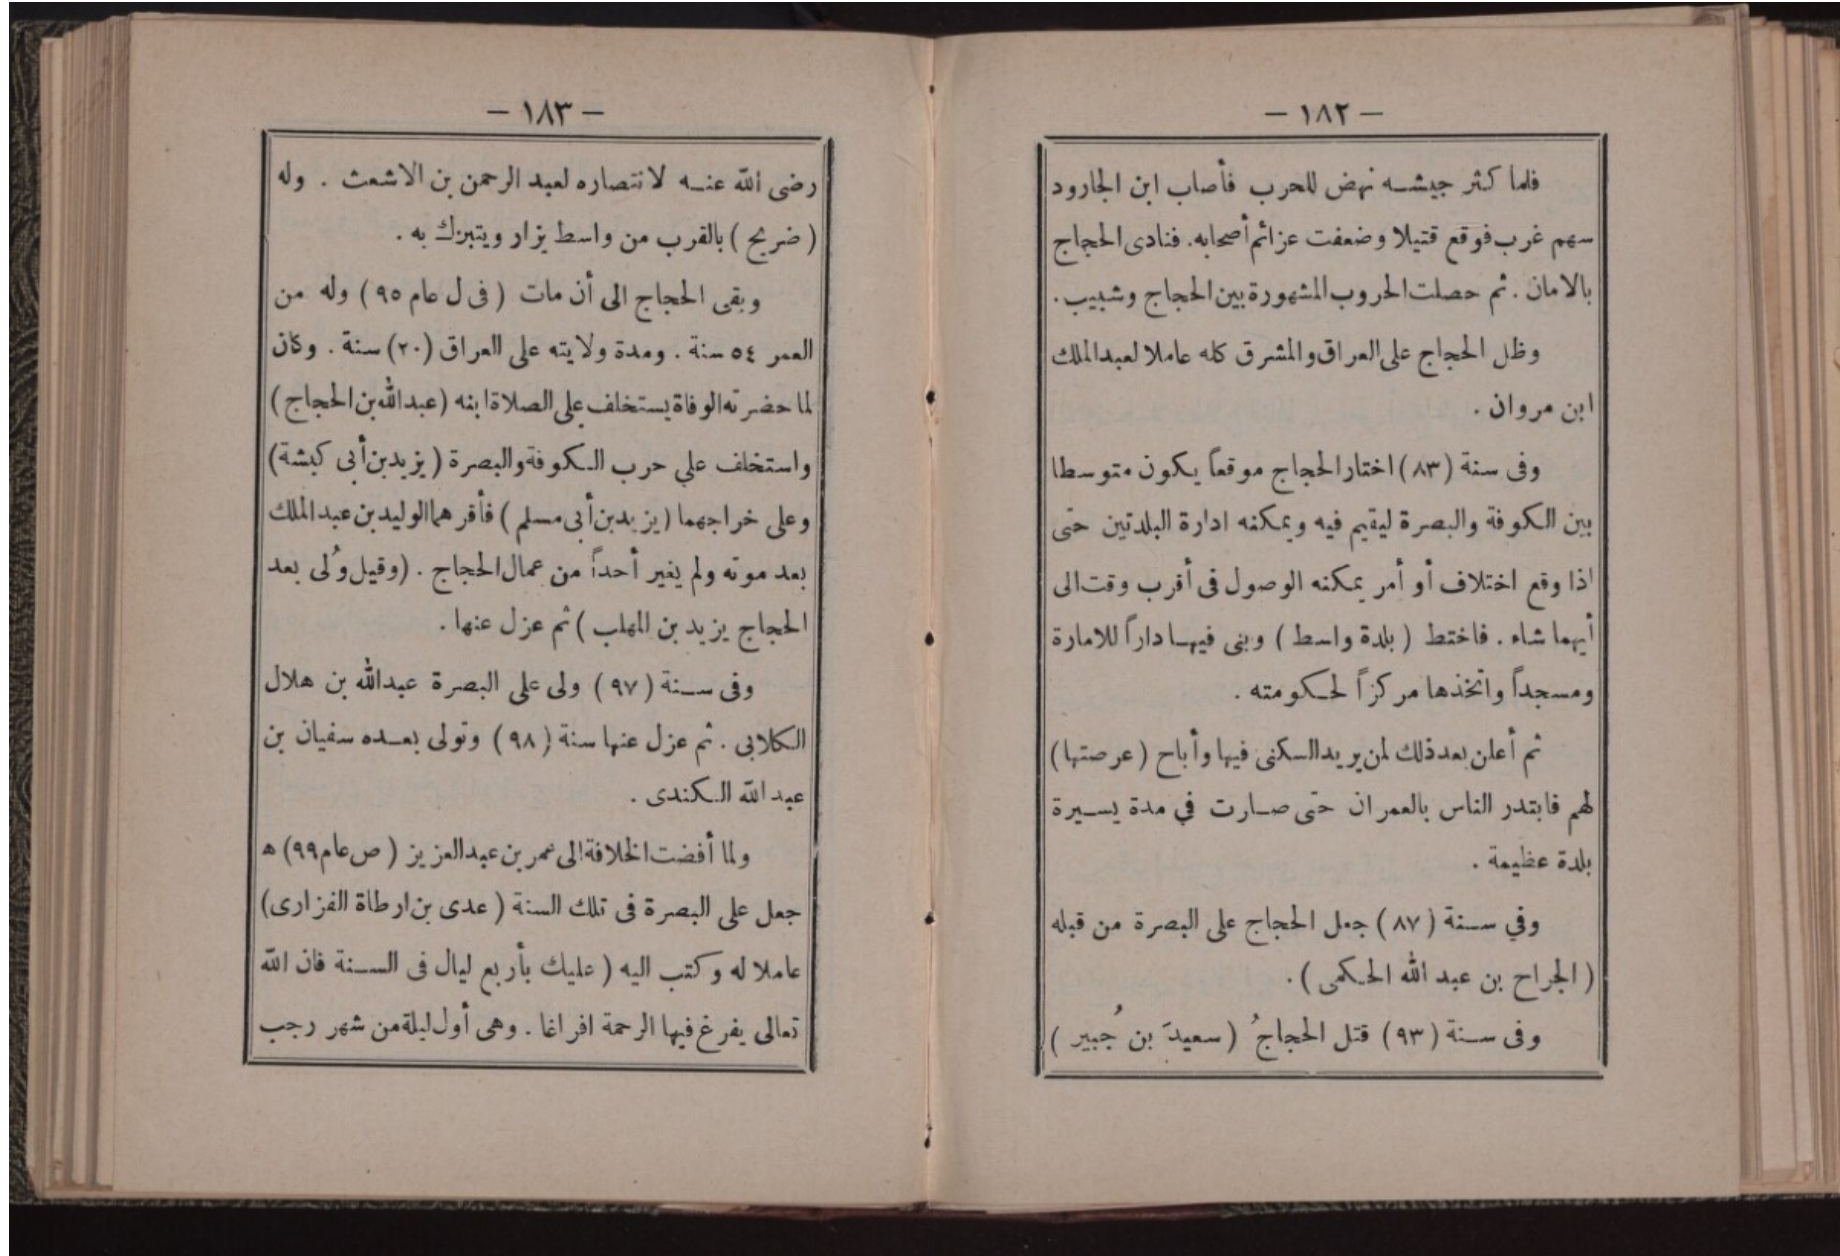 — ١٨٢ —
فلما كثر جيشه نهض للحرب فأصاب ابن الجارود
سهم غرب فوقع قتيلا وضعفت عزائم أصحابه. فنادى الحجاج
بالامان . ثم حصلت الحروب المشهورة بين الحجاج وشبيب .
وظل الحجاج على العراق والمشرق كله عاملا لعبد الملك
ابن مروان .
وفى سنة (٨٣) اختار الحجاج موقعاً يكون متوسطا
بين الكوفة والبصرة ليقيم فيه ويمكنه ادارة البلدتين حتى
اذا وقع اختلاف أو أمر يمكنه الوصول فى أقرب وقت الى
أيهما شاء . فاختط ( بلدة واسط ) وبنى فيها داراً للامارة
ومسجداً واتخذها مركزاً لحكومته .
ثم أعلن بعد ذلك لمن يريد السكنى فيها وأباح (عرصتها)
لهم فابتدر الناس بالعمران حتى صارت في مدة يسيرة
بلدة عظيمة .
وفي سنة (٨٧) جعل الحجاج على البصرة من قبله
( الجراح بن عبد الله الحكمى ) .
وفى سنة (٩٣) قتل الحجاجُ (سعيدَ بن جُبير )
— ١٨٣ —
رضى الله عنه لانتصاره لعبد الرحمن بن الاشعث . وله
( ضريح ) بالقرب من واسط يزار ويتبرك به .
وبقى الحجاج الى أن مات ( فى ل عام ٩٥ ) وله من
العمر ٥٤ سنة . ومدة ولايته على العراق (٢٠) سنة . وكان
لما حضرته الوفاة يستخلف على الصلاة ابنه (عبد الله بن الحجاج)
واستخلف علي حرب الكوفة والبصرة ( يزيد بن أبى كبشة)
وعلى خراجهما ( يزيد بن أبى مسلم ) فأقرهما الوليد بن عبد الملك
بعد موته ولم يغير أحداً من عمال الحجاج . (وقيل وُلى بعد
الحجاج يزيد بن المهلب ) ثم عزل عنها .
وفى سنة (٩٧) ولى على البصرة عبد الله بن هلال
الكلابى . ثم عزل عنها سنة (٩٨) وتولى بعده سفيان بن
عبد الله الكندى .
ولما أفضت الخلافة الى عمر بن عبد العزيز ( ص عام ٩٩) ه
جعل على البصرة فى تلك السنة ( عدى بن ارطاة الفزارى)
عاملا له وكتب اليه ( عليك بأربع ليال فى السنة فان الله
تعالى يفرغ فيها الرحمة افراغا . وهى أول ليلة من شهر رجب